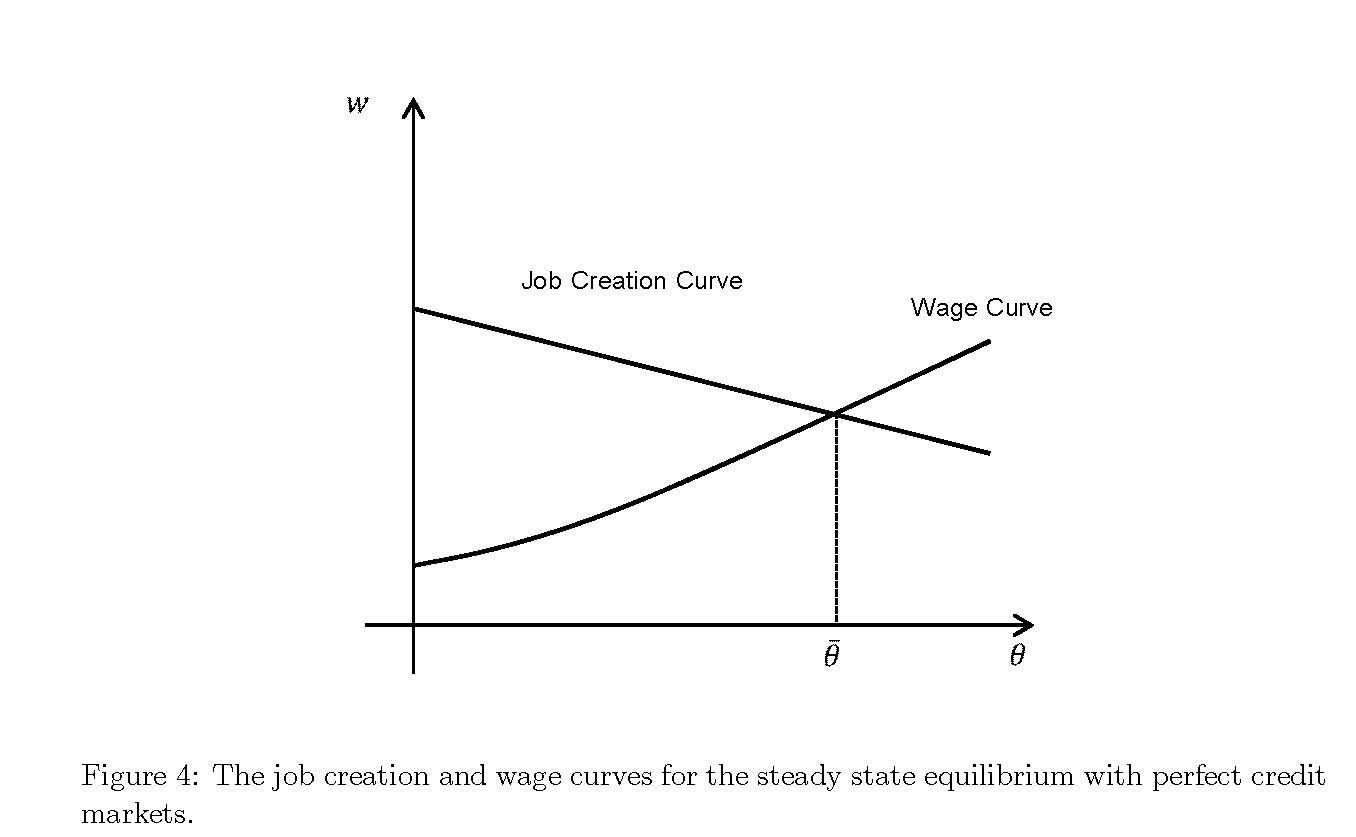 w
Job Creation Curve
Wage Curve
θ̄
θ
Figure 4: The job creation and wage curves for the steady state equilibrium with perfect credit
markets.